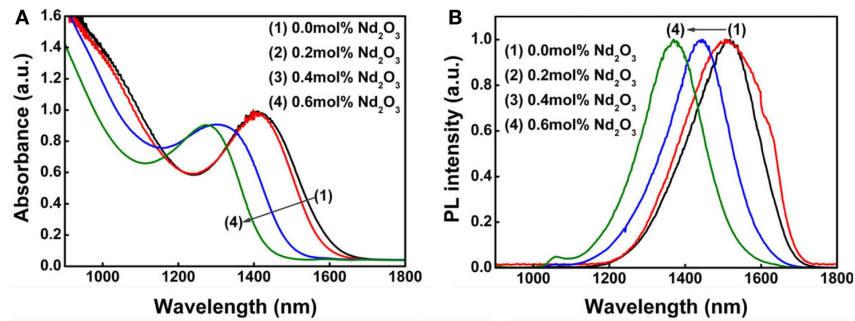 A
Absorbance (a.u.)
1.6
1.4
1.2
1.0
0.8
0.6
0.4
0.2
0.0
(1) 0.0mol% Nd₂O₃
(2) 0.2mol% Nd₂O₃
(3) 0.4mol% Nd₂O₃
(4) 0.6mol% Nd₂O₃
(1)
(4)
1000 1200 1400 1600 1800
Wavelength (nm)
B
PL intensity (a.u.)
1.0
0.8
0.6
0.4
0.2
0.0
(4) (1)
(1) 0.0mol% Nd₂O₃
(2) 0.2mol% Nd₂O₃
(3) 0.4mol% Nd₂O₃
(4) 0.6mol% Nd₂O₃
1000 1200 1400 1600 1800
Wavelength (nm)